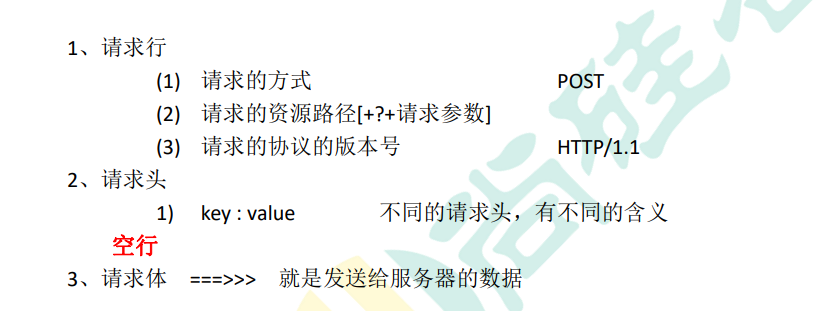 1、请求行
(1) 请求的方式 POST
(2) 请求的资源路径[+?+请求参数]
(3) 请求的协议的版本号 HTTP/1.1
2、请求头
1) key : value 不同的请求头，有不同的含义
空行
3、请求体 ===>>> 就是发送给服务器的数据
尚硅